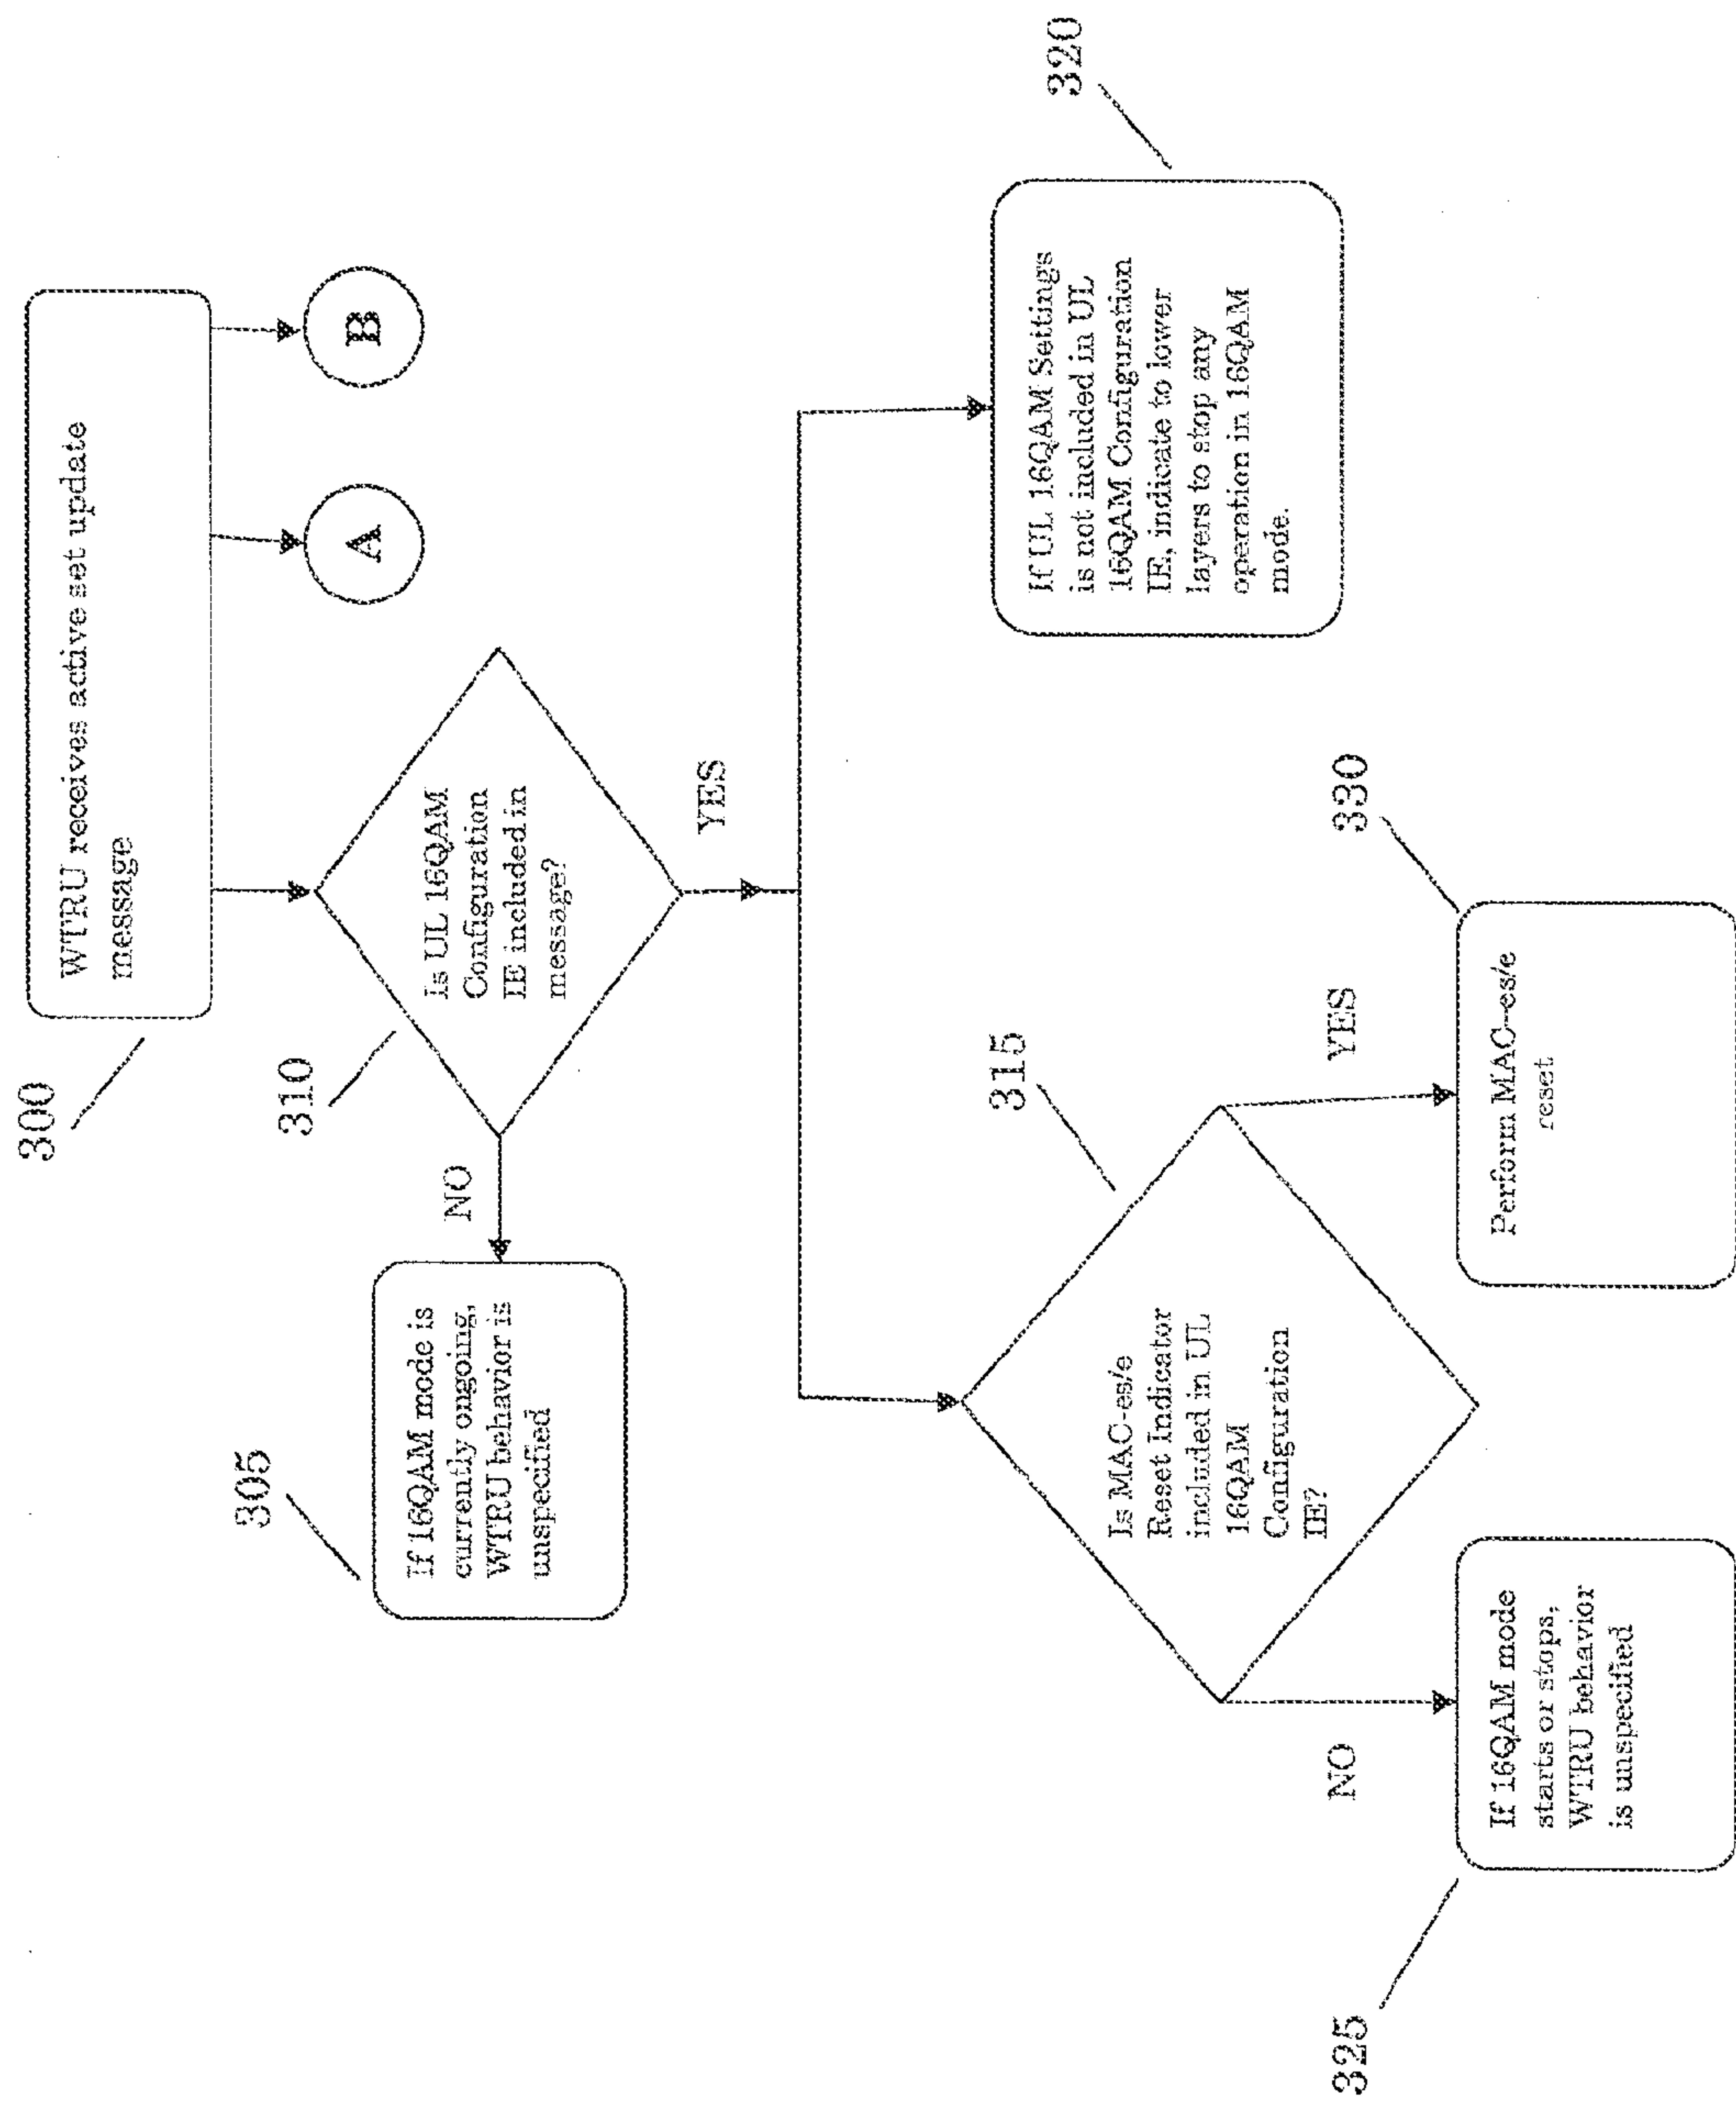 300
WTRU receives active set update
message
A
B
310
Is UL 16QAM
Configuration
IE included in
message?
NO
YES
305
If 16QAM mode is
currently ongoing,
WTRU behavior is
unspecified
315
Is MAC-es/e
Reset Indicator
included in UL
16QAM
Configuration
IE?
320
If UL 16QAM Settings
is not included in UL
16QAM Configuration
IE, indicate to lower
layers to stop any
operation in 16QAM
mode.
NO
YES
325
If 16QAM mode
starts or stops,
WTRU behavior
is unspecified
330
Perform MAC-es/e
reset